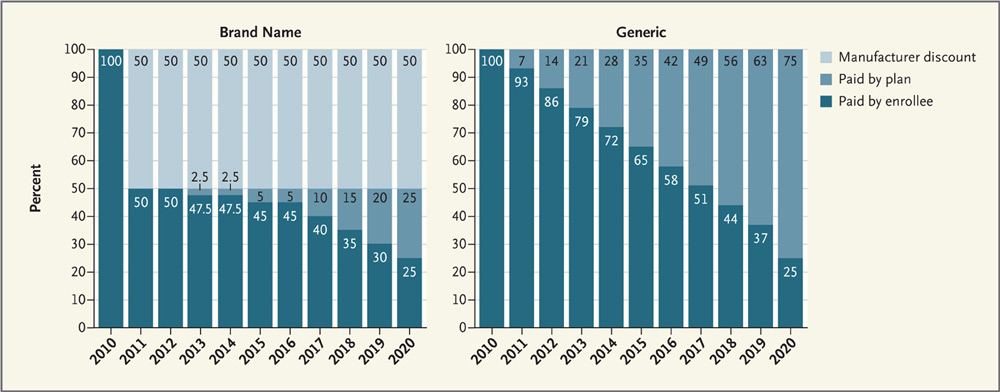 Brand Name
Percent
100
90
80
70
60
50
40
30
20
10
0
50 50 50 50 50 50 50 50 50 50
2.5 2.5
5 5 10 15 20 25
100 50 50 47.5 47.5 45 45 40 35 30 25
2010 2011 2012 2013 2014 2015 2016 2017 2018 2019 2020
Generic
100
90
80
70
60
50
40
30
20
10
0
7 14 21 28 35 42 49 56 63 75
100 93 86 79 72 65 58 51 44 37 25
2010 2011 2012 2013 2014 2015 2016 2017 2018 2019 2020
Manufacturer discount
Paid by plan
Paid by enrollee